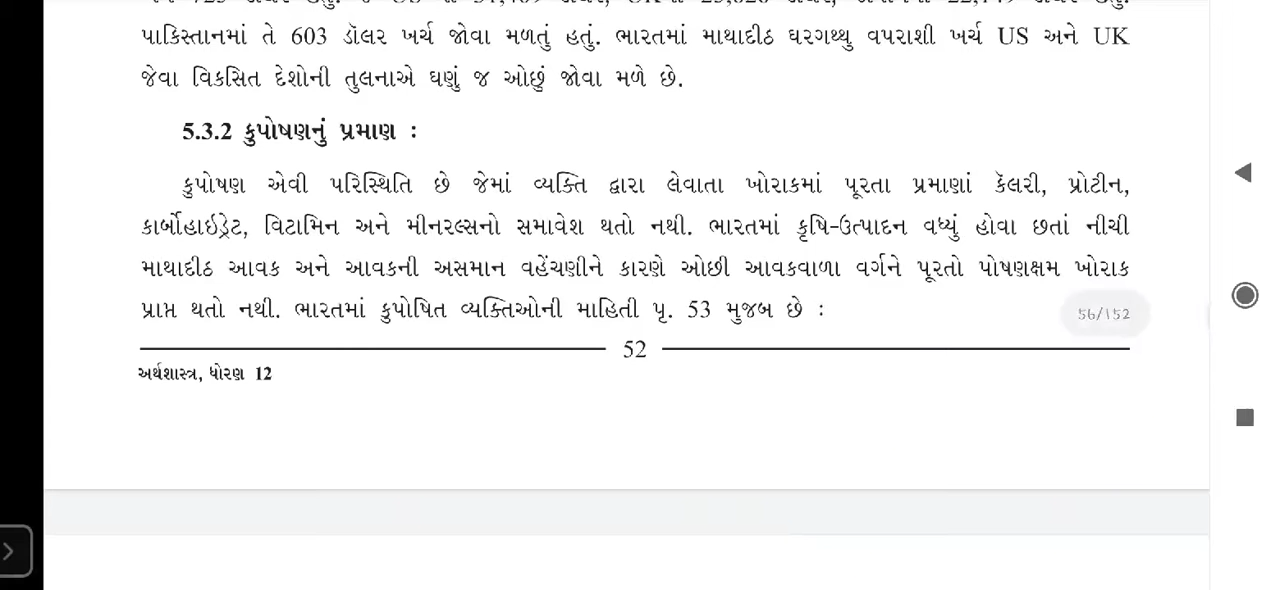 પાકિસ્તાનમાં તે 603 ડૉલર ખર્ચ જોવા મળતું હતું. ભારતમાં માથાદીઠ ઘરગથ્થુ વપરાશી ખર્ચ US અને UK
જેવા વિકસિત દેશોની તુલનાએ ઘણું જ ઓછું જોવા મળે છે.
5.3.2 કુપોષણનું પ્રમાણ :
કુપોષણ એવી પરિસ્થિતિ છે જેમાં વ્યક્તિ દ્વારા લેવાતા ખોરાકમાં પૂરતા પ્રમાણાં કૅલરી, પ્રોટીન,
કાર્બોહાઇડ્રેટ, વિટામિન અને મીનરલ્સનો સમાવેશ થતો નથી. ભારતમાં કૃષિ-ઉત્પાદન વધ્યું હોવા છતાં નીચી
માથાદીઠ આવક અને આવકની અસમાન વહેંચણીને કારણે ઓછી આવકવાળા વર્ગને પૂરતો પોષણક્ષમ ખોરાક
પ્રાપ્ત થતો નથી. ભારતમાં કુપોષિત વ્યક્તિઓની માહિતી પૃ. 53 મુજબ છે :
56/152
52
અર્થશાસ્ત્ર, ધોરણ 12